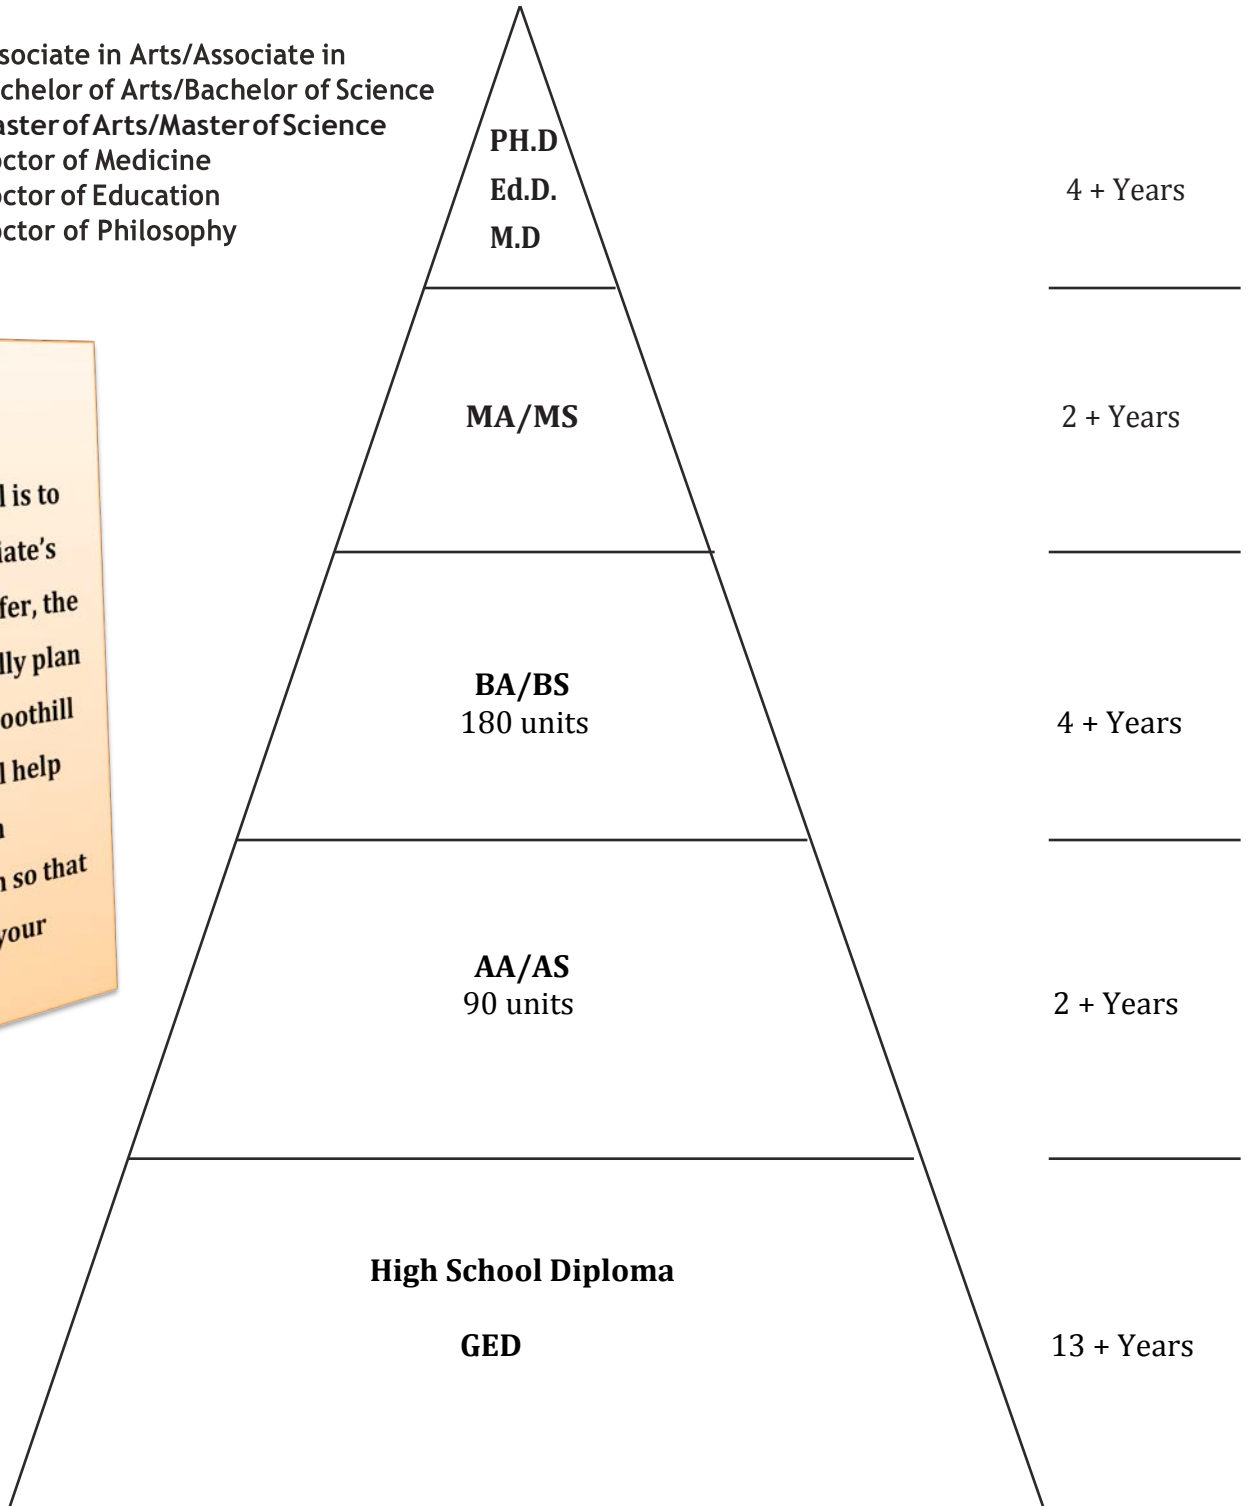 sociate in Arts/Associate in
chelor of Arts/Bachelor of Science
aster of Arts/Master of Science
octor of Medicine
octor of Education
octor of Philosophy
PH.D
Ed.D.
M.D
4 + Years
MA/MS
2 + Years
l is to
iate's
fer, the
lly plan
oothill
l help
n so that
your
BA/BS
180 units
4 + Years
AA/AS
90 units
2 + Years
High School Diploma
GED
13 + Years